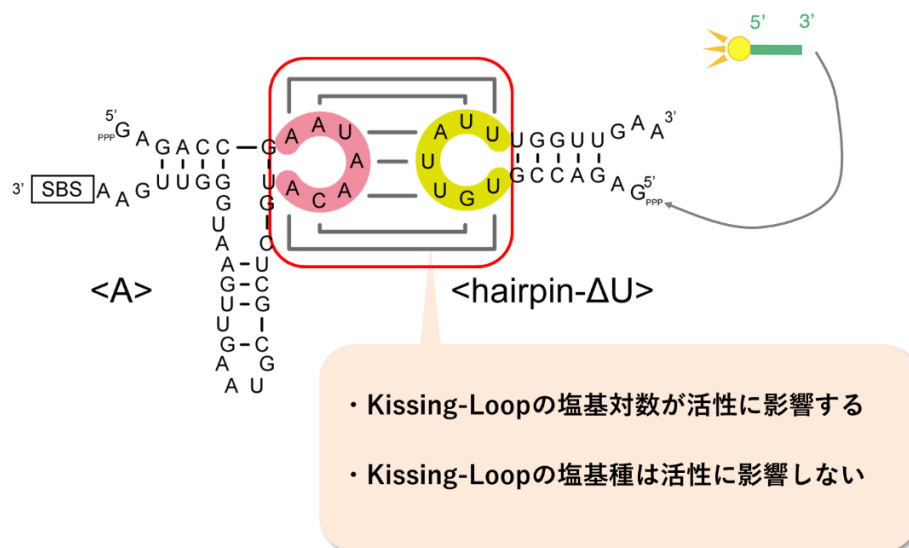 5' 3'
5'
PPP G A G A C C G A A U A A C A U G C
3' SBS A A G U U G G G U A A G U U G A A U G C G C U
A U U U G G U U G A A 3'
U U G U G C C A G A G 5' PPP
<A>
<hairpin-ΔU>
・Kissing-Loopの塩基対数が活性に影響する
・Kissing-Loopの塩基種は活性に影響しない